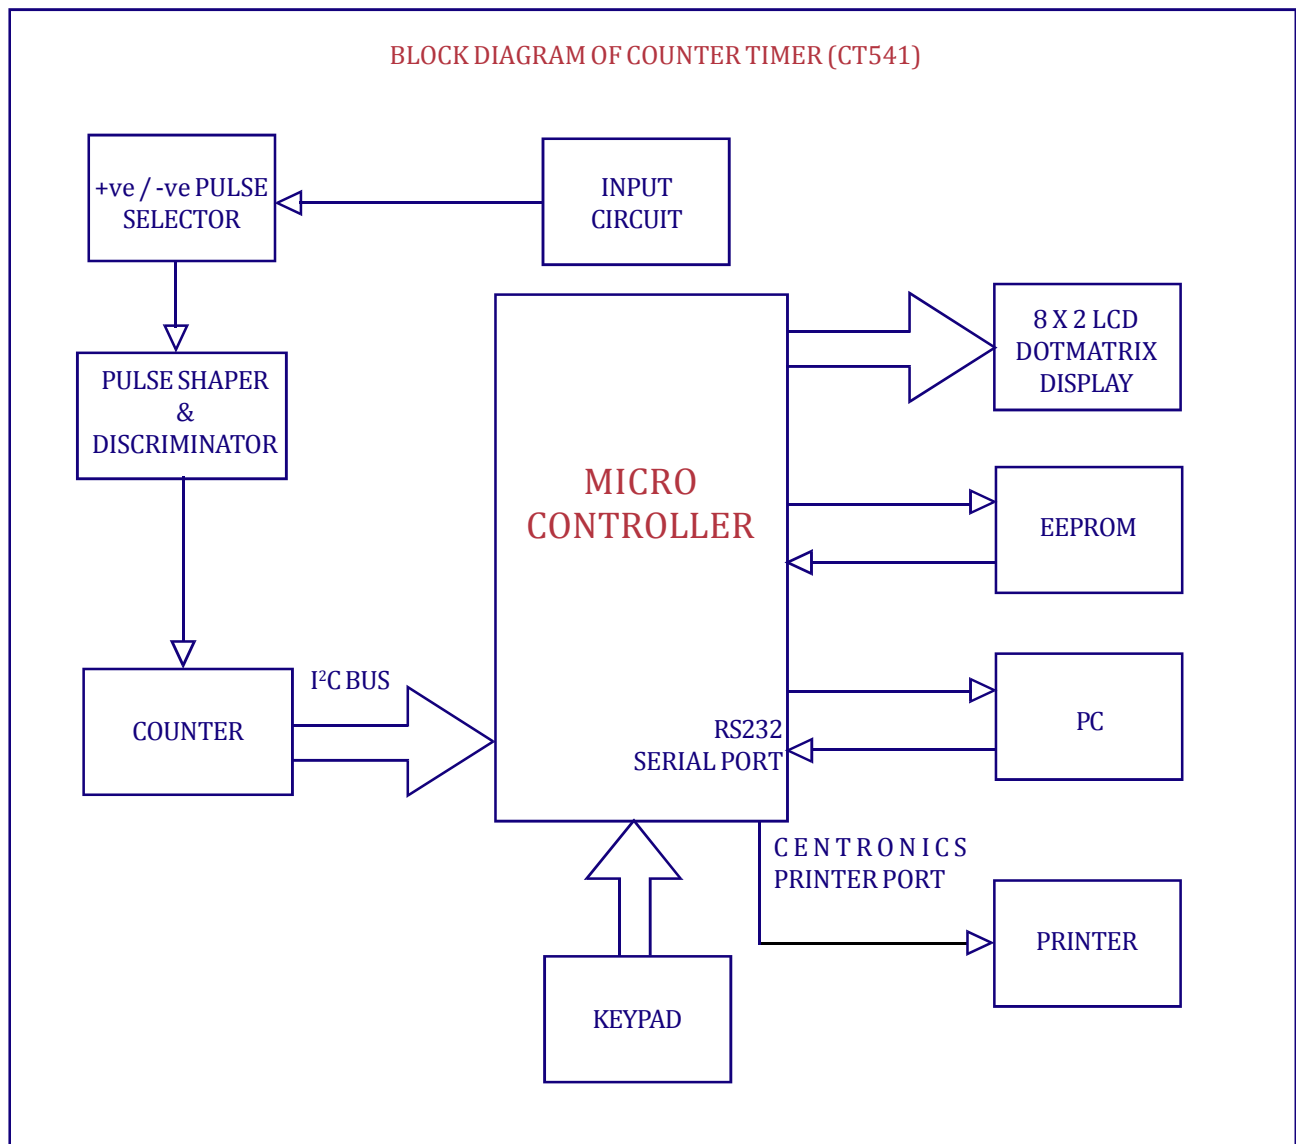 BLOCK DIAGRAM OF COUNTER TIMER (CT541)
+ve / -ve PULSE
SELECTOR
INPUT
CIRCUIT
8 X 2 LCD
DOTMATRIX
DISPLAY
PULSE SHAPER
&
DISCRIMINATOR
MICRO
CONTROLLER
EEPROM
I²C BUS
COUNTER
RS232
SERIAL PORT
PC
CENTRONICS
PRINTER PORT
PRINTER
KEYPAD